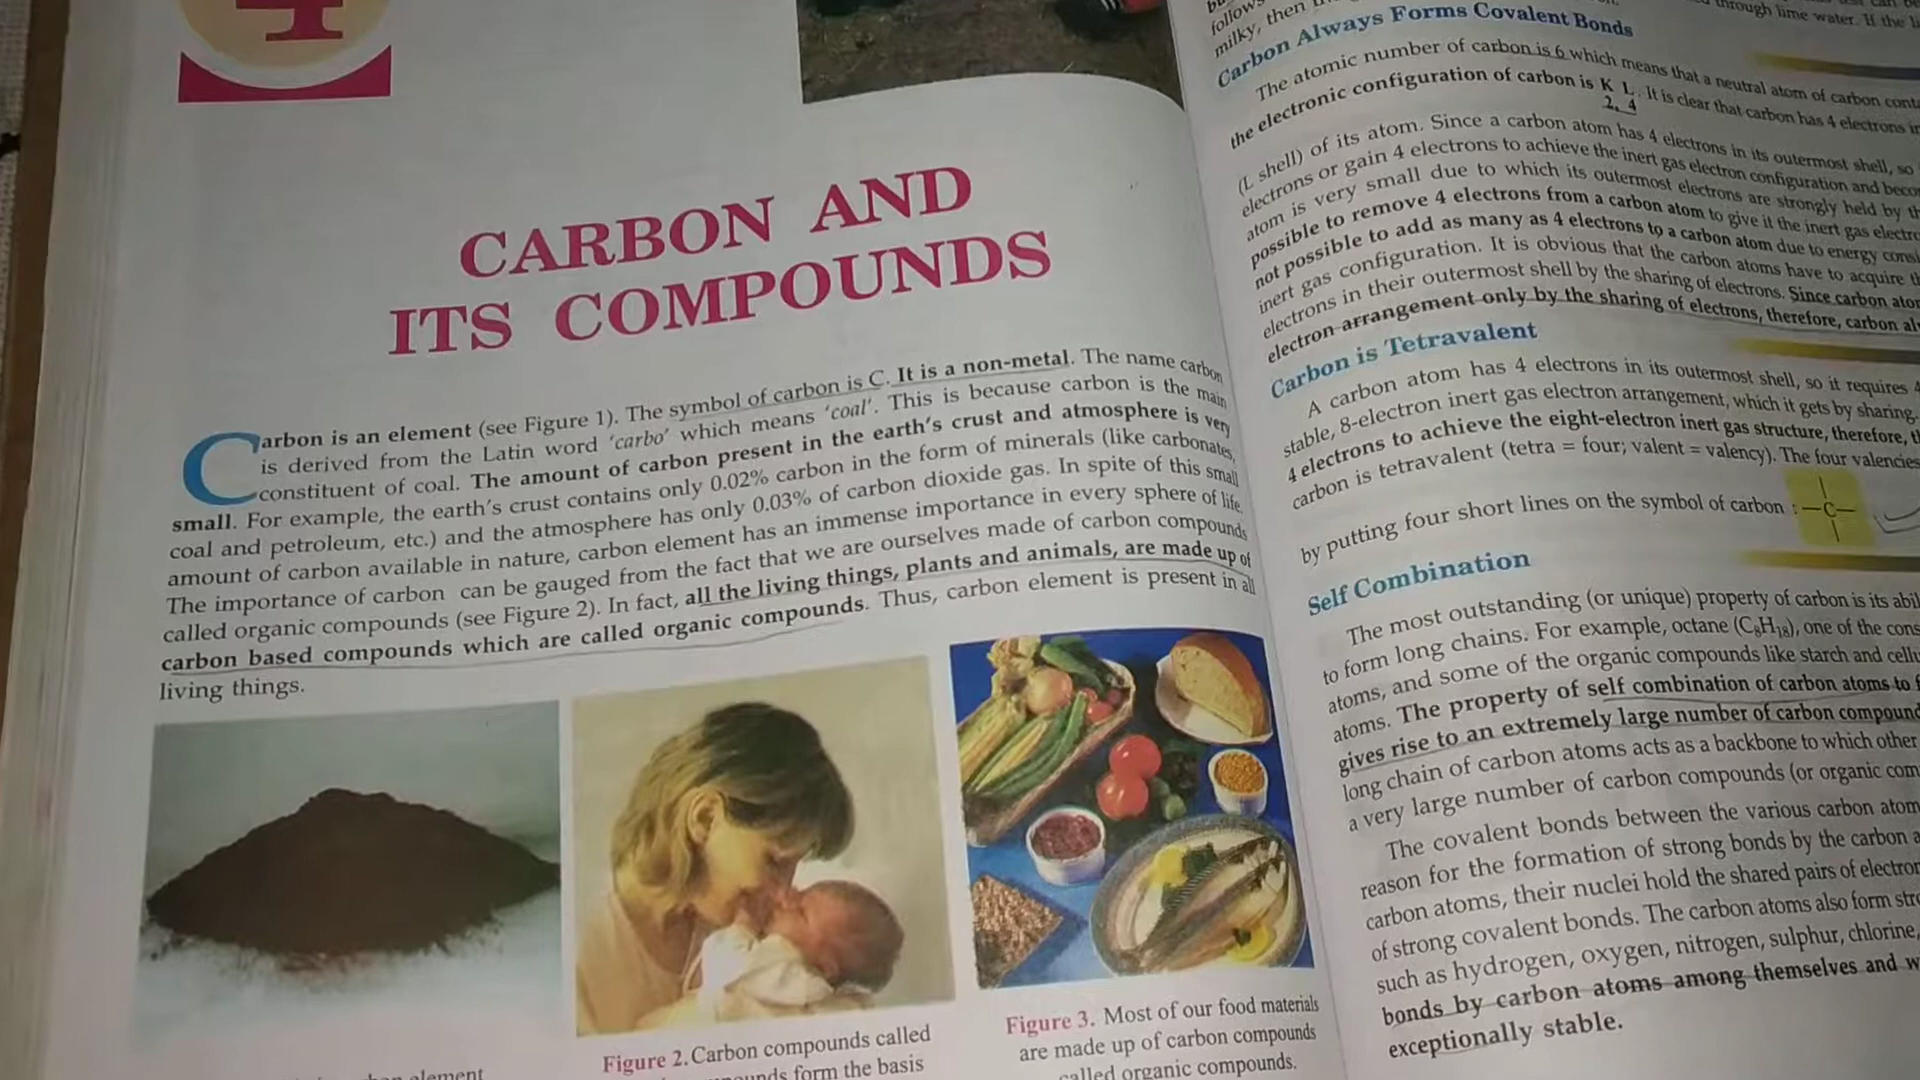 4
CARBON AND
ITS COMPOUNDS
Carbon is an element (see Figure 1). The symbol of carbon is C. It is a non-metal. The name carbon
is derived from the Latin word 'carbo' which means 'coal'. This is because carbon is the main
constituent of coal. The amount of carbon present in the earth's crust and atmosphere is very
small. For example, the earth's crust contains only 0.02% carbon in the form of minerals (like carbonates,
coal and petroleum, etc.) and the atmosphere has only 0.03% of carbon dioxide gas. In spite of this small
amount of carbon available in nature, carbon element has an immense importance in every sphere of life.
The importance of carbon can be gauged from the fact that we are ourselves made of carbon compounds
called organic compounds (see Figure 2). In fact, all the living things, plants and animals, are made up of
carbon based compounds which are called organic compounds. Thus, carbon element is present in all
living things.
element
Figure 2. Carbon compounds called
form the basis
Figure 3. Most of our food materials
are made up of carbon compounds
called organic compounds.
through lime water. If the
follows
milky, then
Carbon Always Forms Covalent Bonds
The atomic number of carbon is 6 which means that a neutral atom of carbon
the electronic configuration of carbon is K L. It is clear that carbon has 4 electrons
2, 4
(L shell) of its atom. Since a carbon atom has 4 electrons in its outermost shell, so
electrons or gain 4 electrons to achieve the inert gas electron configuration and
atom is very small due to which its outermost electrons are strongly held by
possible to remove 4 electrons from a carbon atom to give it the inert gas
not possible to add as many as 4 electrons to a carbon atom due to energy
inert gas configuration. It is obvious that the carbon atoms have to acquire
electrons in their outermost shell by the sharing of electrons. Since carbon
electron arrangement only by the sharing of electrons, therefore, carbon
Carbon is Tetravalent
A carbon atom has 4 electrons in its outermost shell, so it requires 4
stable, 8-electron inert gas electron arrangement, which it gets by sharing.
4 electrons to achieve the eight-electron inert gas structure, therefore,
carbon is tetravalent (tetra = four; valent = valency). The four valencies
by putting four short lines on the symbol of carbon : —C—
Self Combination
The most outstanding (or unique) property of carbon is its
to form long chains. For example, octane (C₈H₁₈), one of the
atoms, and some of the organic compounds like starch and
atoms. The property of self combination of carbon atoms to
gives rise to an extremely large number of carbon
long chain of carbon atoms acts as a backbone to which other
a very large number of carbon compounds (or organic
The covalent bonds between the various carbon
reason for the formation of strong bonds by the carbon
carbon atoms, their nuclei hold the shared pairs of
of strong covalent bonds. The carbon atoms also form
such as hydrogen, oxygen, nitrogen, sulphur, chlorine,
bonds by carbon atoms among themselves and
exceptionally stable.